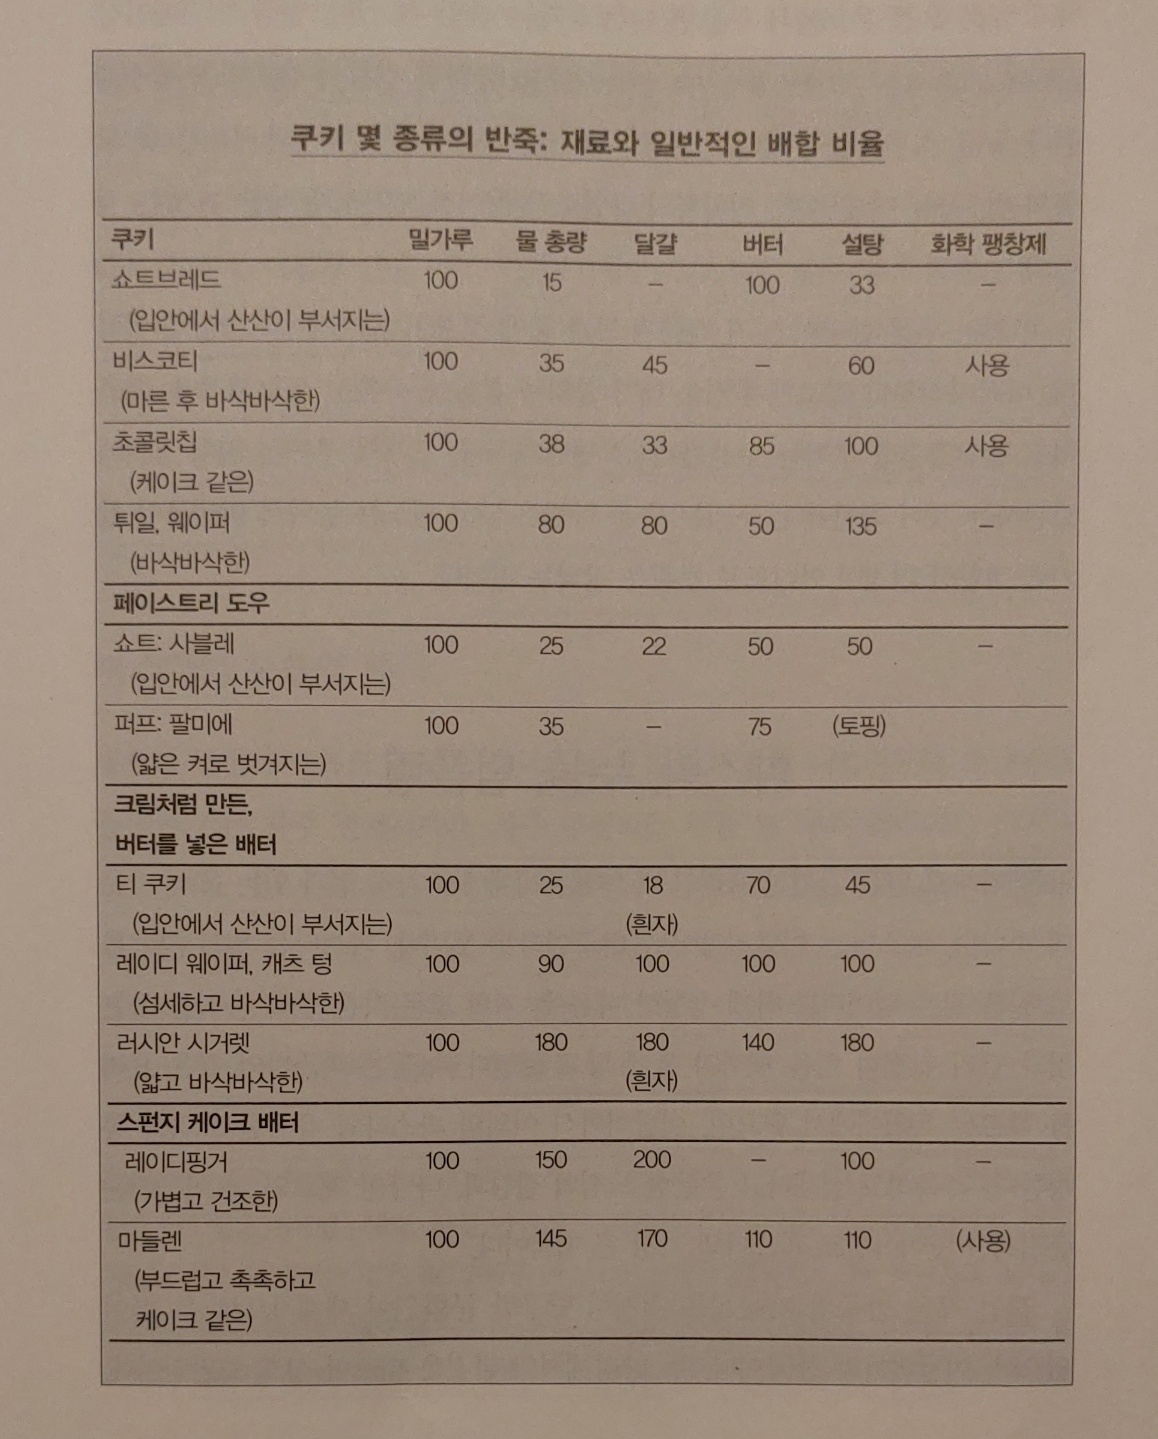 쿠키 몇 종류의 반죽: 재료와 일반적인 배합 비율
쿠키 밀가루 물 총량 달걀 버터 설탕 화학 팽창제
쇼트브레드 100 15 – 100 33 –
(입안에서 산산이 부서지는)
비스코티 100 35 45 – 60 사용
(마른 후 바삭바삭한)
초콜릿칩 100 38 33 85 100 사용
(케이크 같은)
튀일, 웨이퍼 100 80 80 50 135 –
(바삭바삭한)
페이스트리 도우
쇼트: 사블레 100 25 22 50 50 –
(입안에서 산산이 부서지는)
퍼프: 팔미에 100 35 – 75 (토핑)
(얇은 켜로 벗겨지는)
크림처럼 만든,
버터를 넣은 배터
티 쿠키 100 25 18 70 45 –
(입안에서 산산이 부서지는) (흰자)
레이디 웨이퍼, 캐츠 텅 100 90 100 100 100 –
(섬세하고 바삭바삭한)
러시안 시거렛 100 180 180 140 180 –
(얇고 바삭바삭한) (흰자)
스펀지 케이크 배터
레이디핑거 100 150 200 – 100 –
(가볍고 건조한)
마들렌 100 145 170 110 110 (사용)
(부드럽고 촉촉하고
케이크 같은)